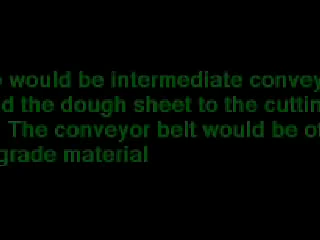 would be intermediate
the dough sheet to the
The conveyor belt would be
grade material